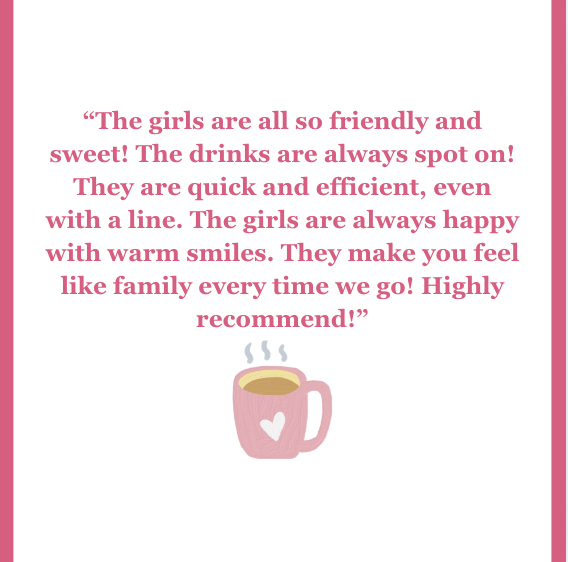 “The girls are all so friendly and
sweet! The drinks are always spot on!
They are quick and efficient, even
with a line. The girls are always happy
with warm smiles. They make you feel
like family every time we go! Highly
recommend!”